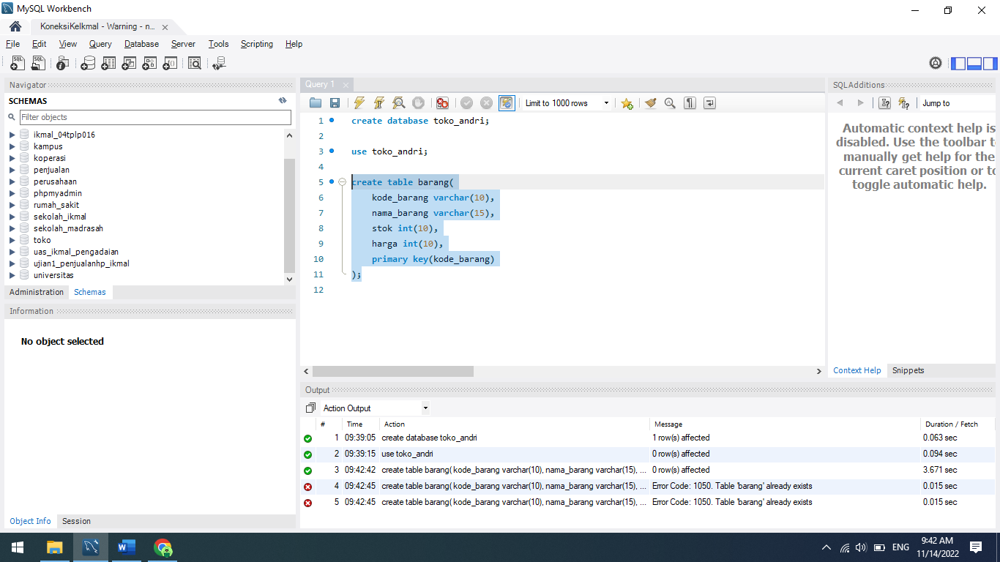 MySQL Workbench
KoneksiKelkmal - Warning - n...
File Edit View Query Database Server Tools Scripting Help
Navigator
SCHEMAS
Filter objects
ikmal_04tplp016
kampus
koperasi
penjualan
perusahaan
phpmyadmin
rumah_sakit
sekolah_ikmal
sekolah_madrasah
toko
uas_ikmal_pengadaian
ujian1_penjualanhp_ikmal
universitas
Administration Schemas
Information
No object selected
Object Info Session
Query 1
Limit to 1000 rows
1 create database toko_andri;
2
3 use toko_andri;
4
5 create table barang(
6 kode_barang varchar(10),
7 nama_barang varchar(15),
8 stok int(10),
9 harga int(10),
10 primary key(kode_barang)
11 );
12
SQLAdditions
Jump to
Automatic context help is
disabled. Use the toolbar t
manually get help for the
current caret position or to
toggle automatic help.
Context Help Snippets
Output
Action Output
# Time Action Message Duration / Fetch
1 09:39:05 create database toko_andri 1 row(s) affected 0.063 sec
2 09:39:15 use toko_andri 0 row(s) affected 0.094 sec
3 09:42:42 create table barang( kode_barang varchar(10), nama_barang varchar(15), ... 0 row(s) affected 3.671 sec
4 09:42:45 create table barang( kode_barang varchar(10), nama_barang varchar(15), ... Error Code: 1050. Table 'barang' already exists 0.015 sec
5 09:42:45 create table barang( kode_barang varchar(10), nama_barang varchar(15), ... Error Code: 1050. Table 'barang' already exists 0.015 sec
ENG
9:42 AM
11/14/2022